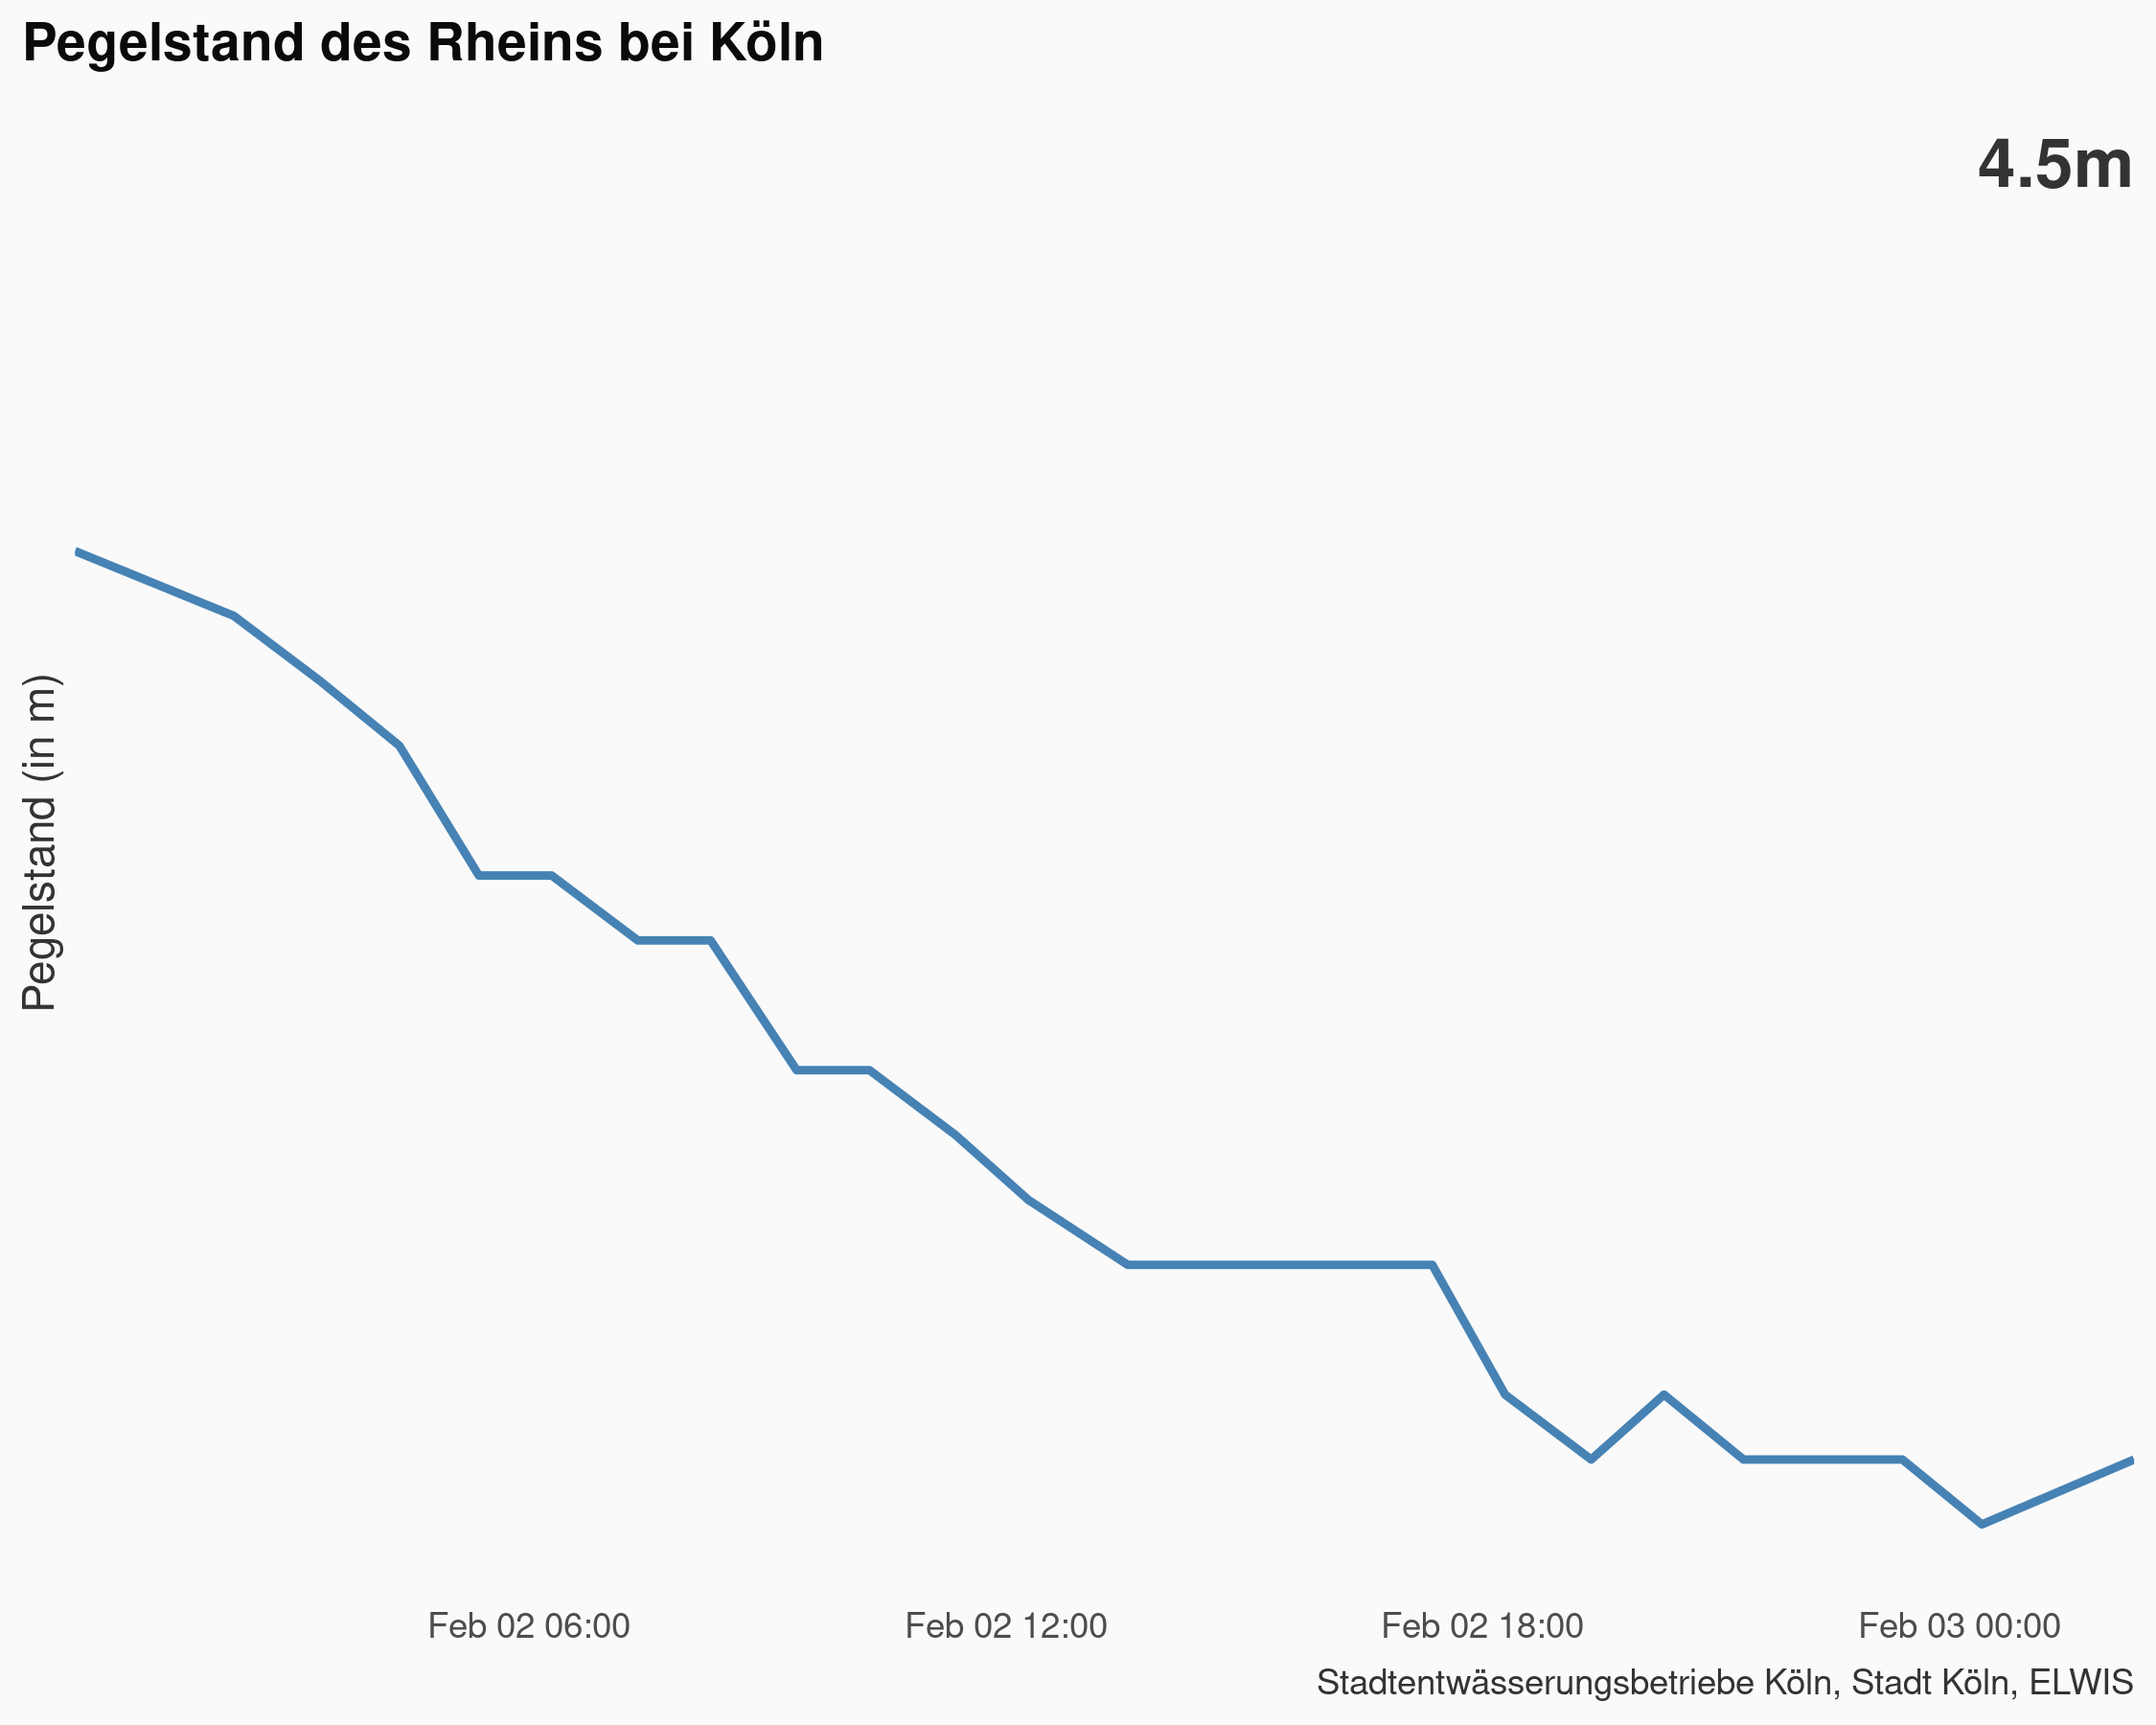 Pegelstand des Rheins bei Köln
4.5m
Pegelstand (in m)
Feb 02 06:00
Feb 02 12:00
Feb 02 18:00
Feb 03 00:00
Stadtentwässerungsbetriebe Köln, Stadt Köln, ELWIS